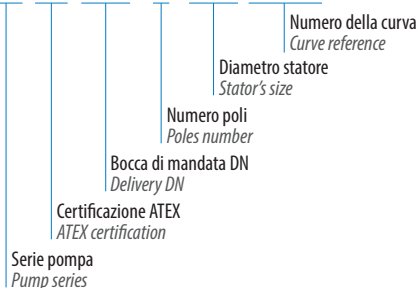 Numero della curva
Curve reference
Diametro statore
Stator's size
Numero poli
Poles number
Bocca di mandata DN
Delivery DN
Certificazione ATEX
ATEX certification
Serie pompa
Pump series